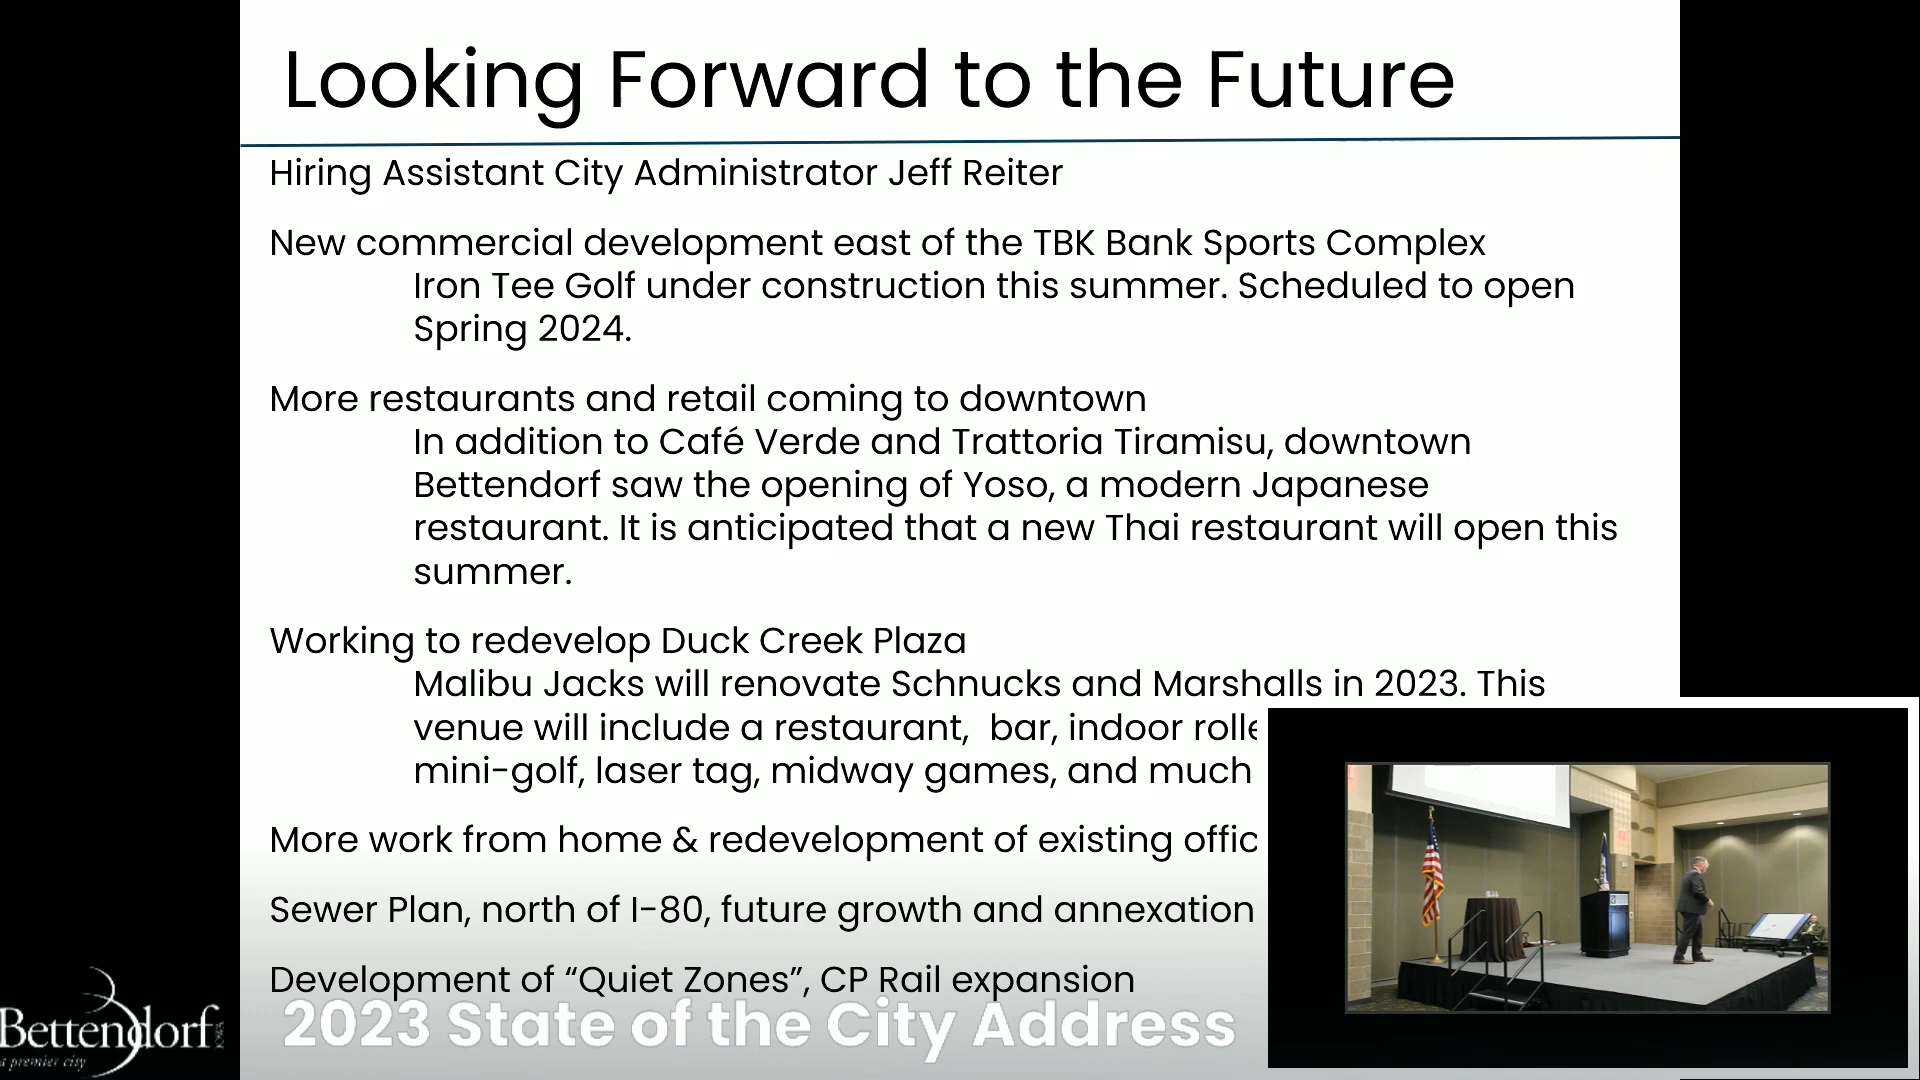 Looking Forward to the Future
Hiring Assistant City Administrator Jeff Reiter
New commercial development east of the TBK Bank Sports Complex
Iron Tee Golf under construction this summer. Scheduled to open
Spring 2024.
More restaurants and retail coming to downtown
In addition to Café Verde and Trattoria Tiramisu, downtown
Bettendorf saw the opening of Yoso, a modern Japanese
restaurant. It is anticipated that a new Thai restaurant will open this
summer.
Working to redevelop Duck Creek Plaza
Malibu Jacks will renovate Schnucks and Marshalls in 2023. This
venue will include a restaurant,  bar, indoor
mini-golf, laser tag, midway games, and much
More work from home & redevelopment of existing
Sewer Plan, north of I-80, future growth and annexation
Development of “Quiet Zones”, CP Rail expansion
2023 State of the City Address
Bettendorf
a premier city